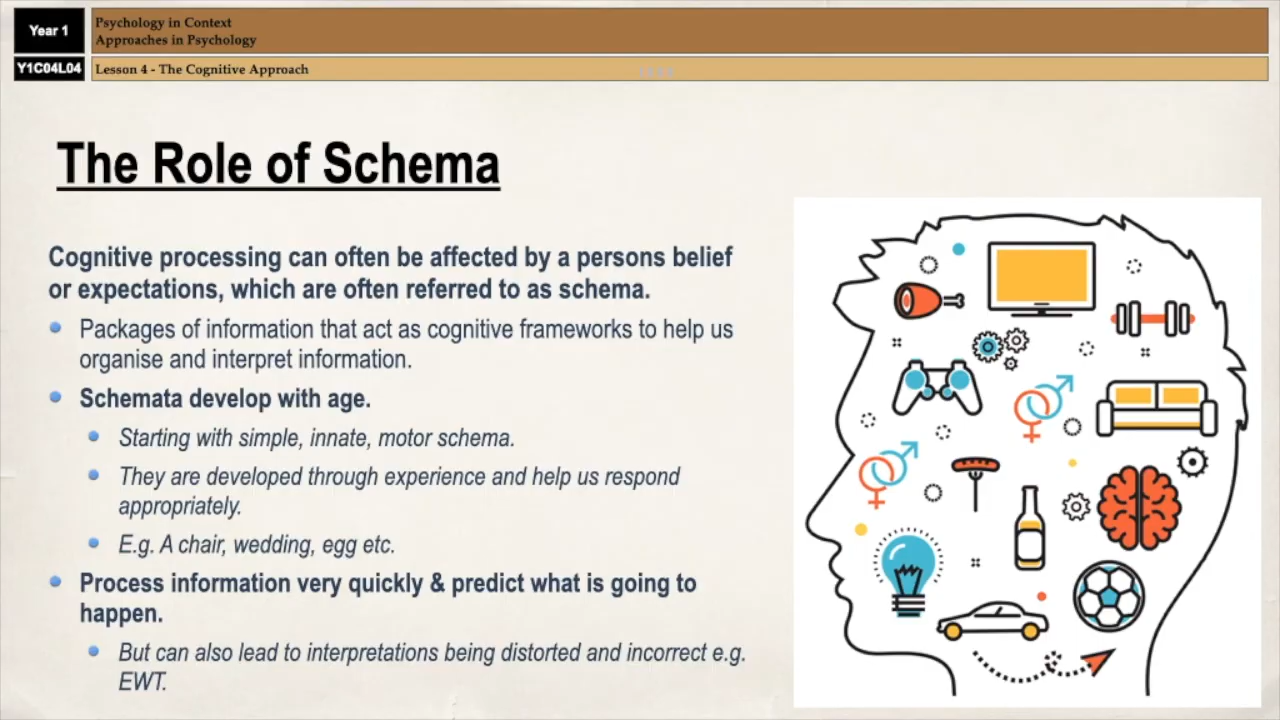 Year 1
Psychology in Context
Approaches in Psychology
Y1C04L04
Lesson 4 - The Cognitive Approach
The Role of Schema
Cognitive processing can often be affected by a persons belief
or expectations, which are often referred to as schema.
Packages of information that act as cognitive frameworks to help us
organise and interpret information.
Schemata develop with age.
Starting with simple, innate, motor schema.
They are developed through experience and help us respond
appropriately.
E.g. A chair, wedding, egg etc.
Process information very quickly & predict what is going to
happen.
But can also lead to interpretations being distorted and incorrect e.g.
EWT.